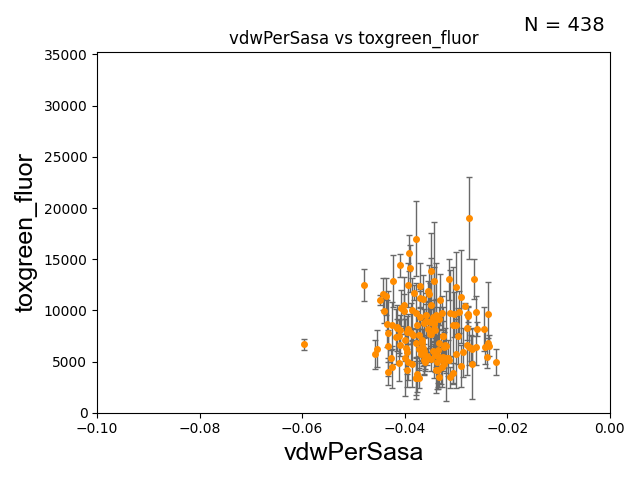 N = 438
vdwPerSasa vs toxgreen_fluor
35000
30000
25000
20000
15000
10000
5000
0
toxgreen_fluor
−0.10 −0.08 −0.06 −0.04 −0.02 0.00
vdwPerSasa